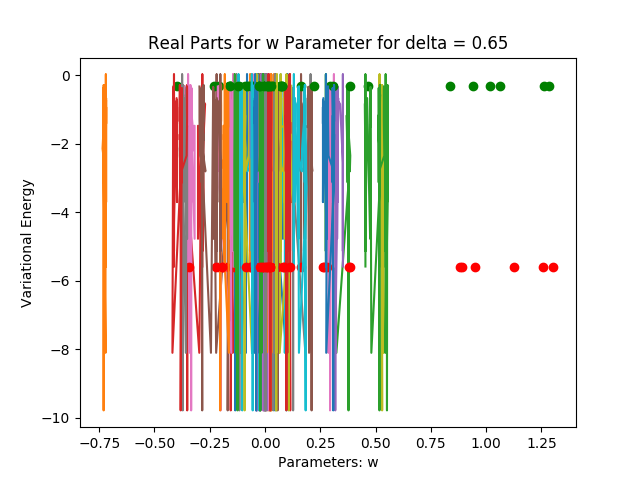 Real Parts for w Parameter for delta = 0.65
Variational Energy
0
−2
−4
−6
−8
−10
−0.75 −0.50 −0.25 0.00 0.25 0.50 0.75 1.00 1.25
Parameters: w